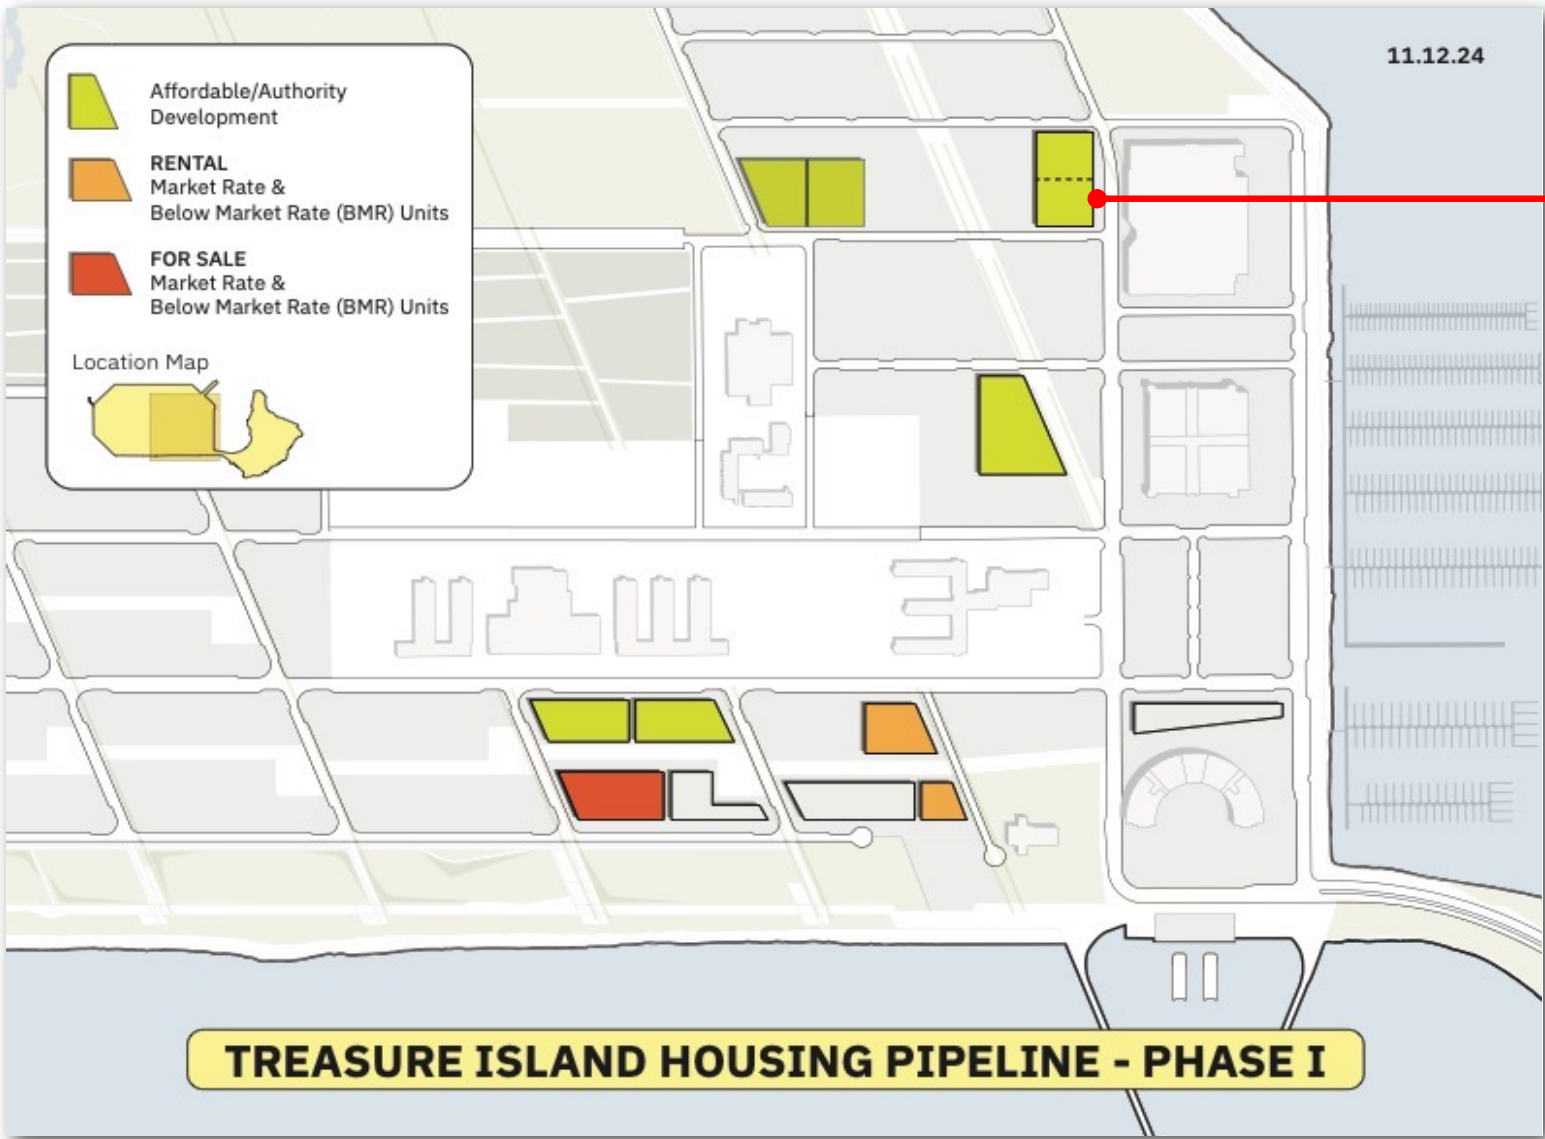 11.12.24
Affordable/Authority
Development
RENTAL
Market Rate &
Below Market Rate (BMR) Units
FOR SALE
Market Rate &
Below Market Rate (BMR) Units
Location Map
TREASURE ISLAND HOUSING PIPELINE - PHASE I